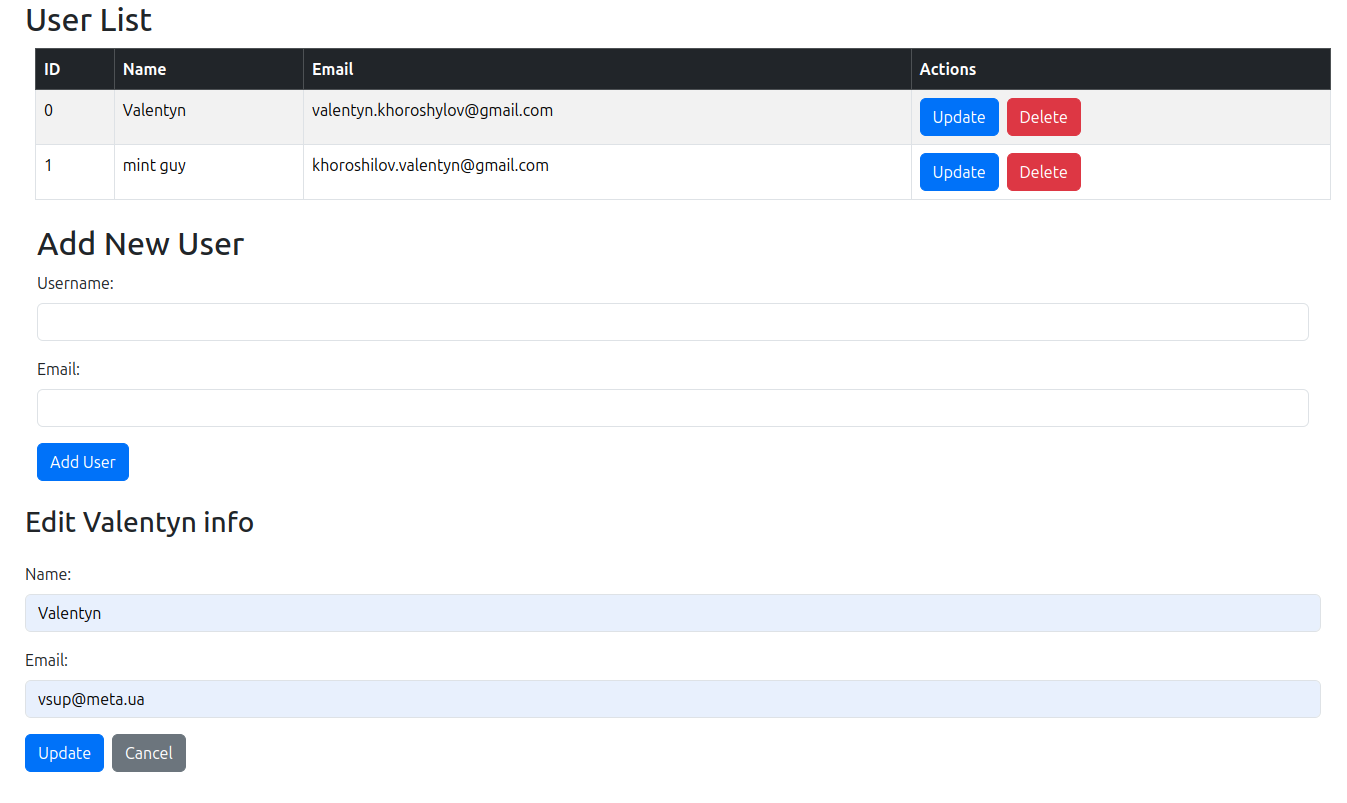 User List
ID Name Email Actions
0 Valentyn valentyn.khoroshylov@gmail.com Update Delete
1 mint guy khoroshilov.valentyn@gmail.com Update Delete
Add New User
Username:
Email:
Add User
Edit Valentyn info
Name:
Valentyn
Email:
vsup@meta.ua
Update Cancel